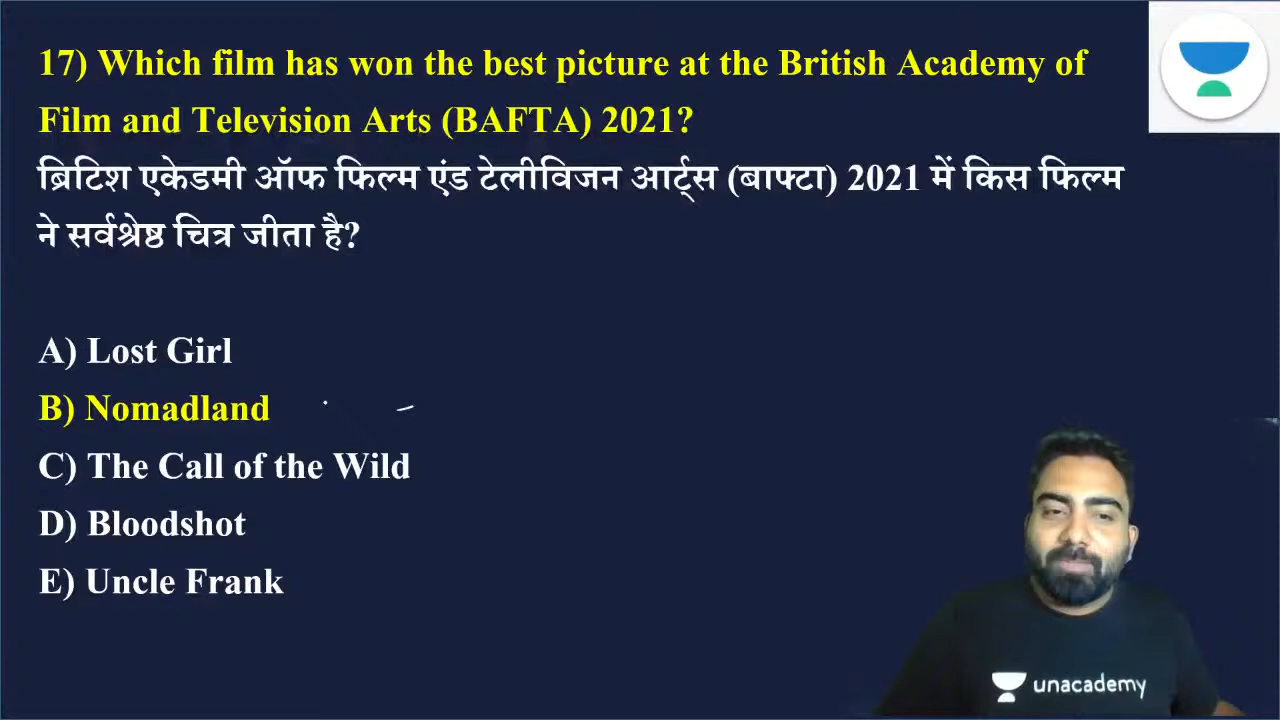 17) Which film has won the best picture at the British Academy of
Film and Television Arts (BAFTA) 2021?
ब्रिटिश एकेडमी ऑफ फिल्म एंड टेलीविजन आर्ट्स (बाफ्टा) 2021 में किस फिल्म
ने सर्वश्रेष्ठ चित्र जीता है?
A) Lost Girl
B) Nomadland
C) The Call of the Wild
D) Bloodshot
E) Uncle Frank
unacademy